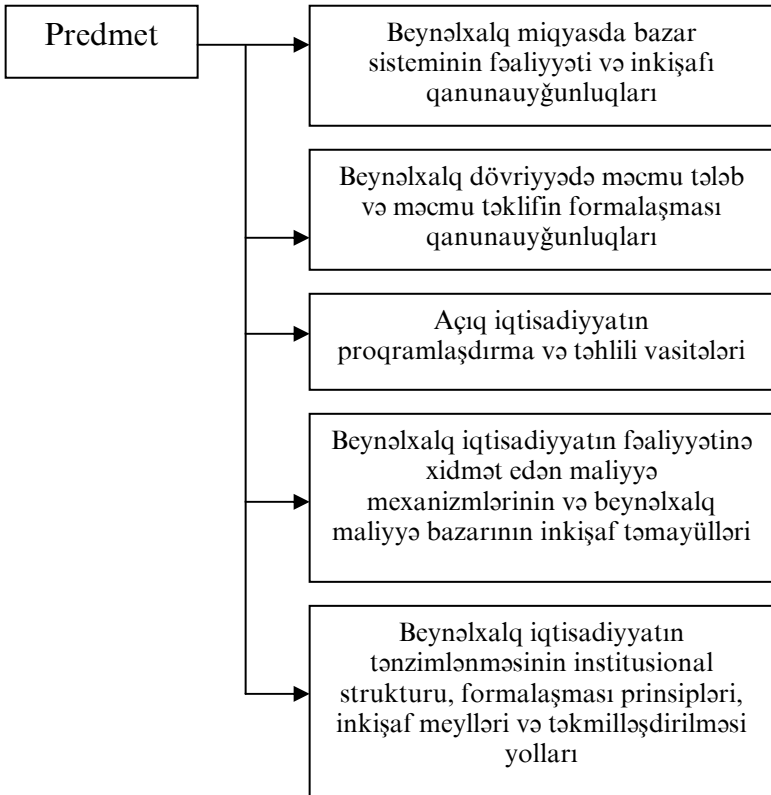 Predmet
Beynəlxalq miqyasda bazar
sisteminin fəaliyyəti və inkişafı
qanunauyğunluqları
Beynəlxalq dövriyyədə məcmu tələb
və məcmu təklifin formalaşması
qanunauyğunluqları
Açıq iqtisadiyyatın
proqramlaşdırma və təhlili vasitələri
Beynəlxalq iqtisadiyyatın fəaliyyətinə
xidmət edən maliyyə
mexanizmlərinin və beynəlxalq
maliyyə bazarının inkişaf təmayülləri
Beynəlxalq iqtisadiyyatın
tənzimlənməsinin institusional
strukturu, formalaşması prinsipləri,
inkişaf meylləri və təkmilləşdirilməsi
yolları